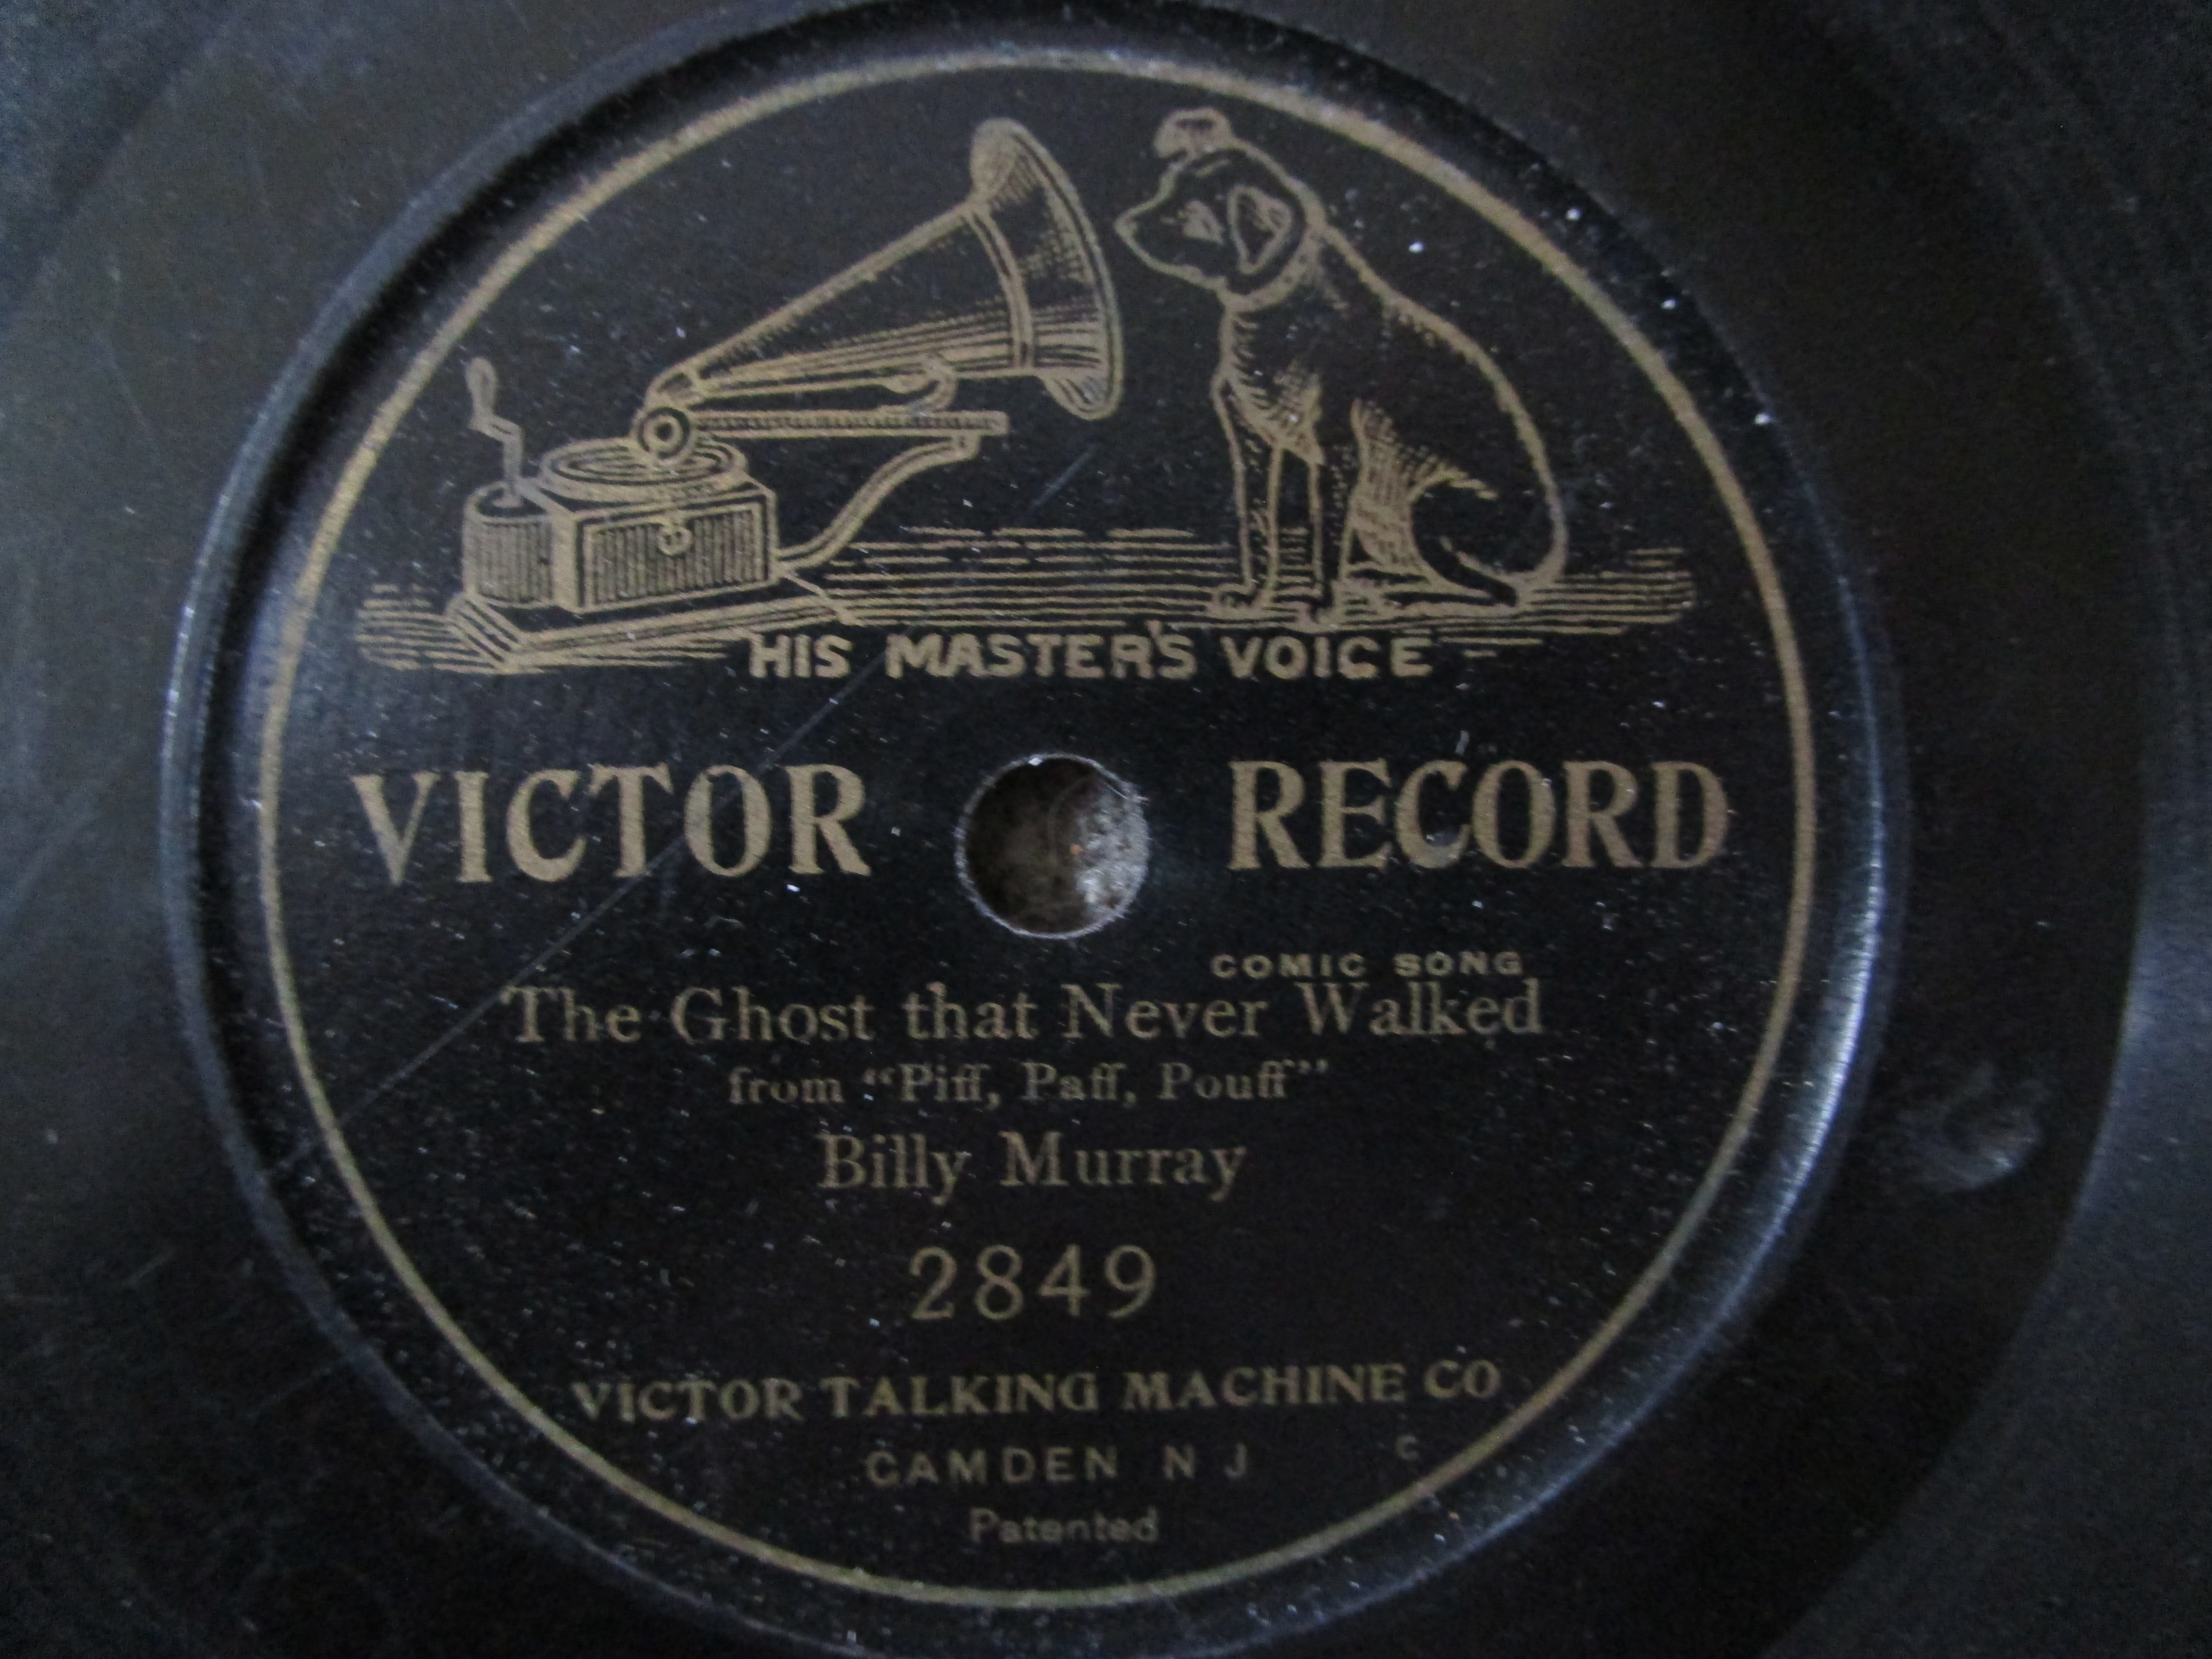 HIS MASTER'S VOICE
VICTOR RECORD
COMIC SONG
The Ghost that Never Walked
from “Piff, Paff, Pouff”
Billy Murray
2849
VICTOR TALKING MACHINE CO
CAMDEN N J C
Patented